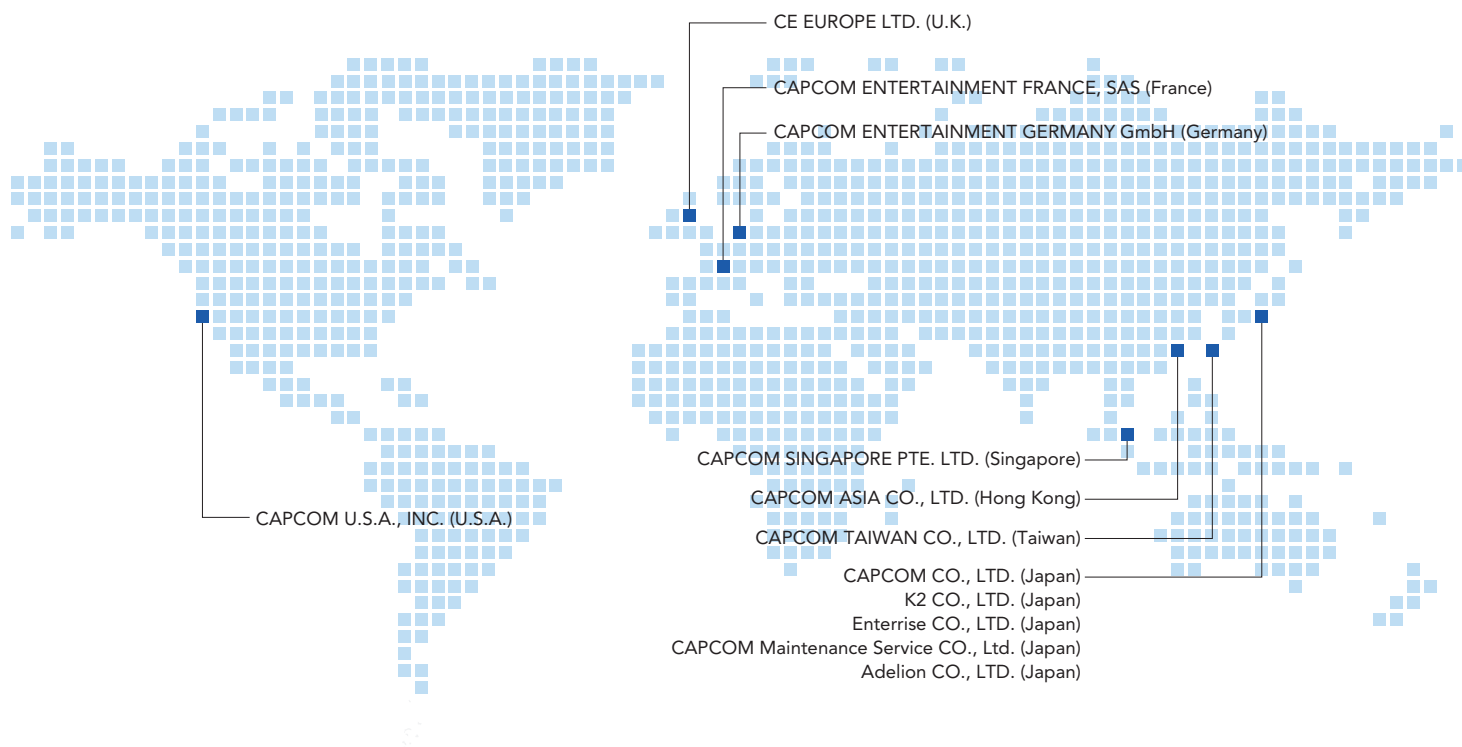 CE EUROPE LTD. (U.K.)
CAPCOM ENTERTAINMENT FRANCE, SAS (France)
CAPCOM ENTERTAINMENT GERMANY GmbH (Germany)
CAPCOM SINGAPORE PTE. LTD. (Singapore)
CAPCOM ASIA CO., LTD. (Hong Kong)
CAPCOM U.S.A., INC. (U.S.A.)
CAPCOM TAIWAN CO., LTD. (Taiwan)
CAPCOM CO., LTD. (Japan)
K2 CO., LTD. (Japan)
Enterrise CO., LTD. (Japan)
CAPCOM Maintenance Service CO., Ltd. (Japan)
Adelion CO., LTD. (Japan)